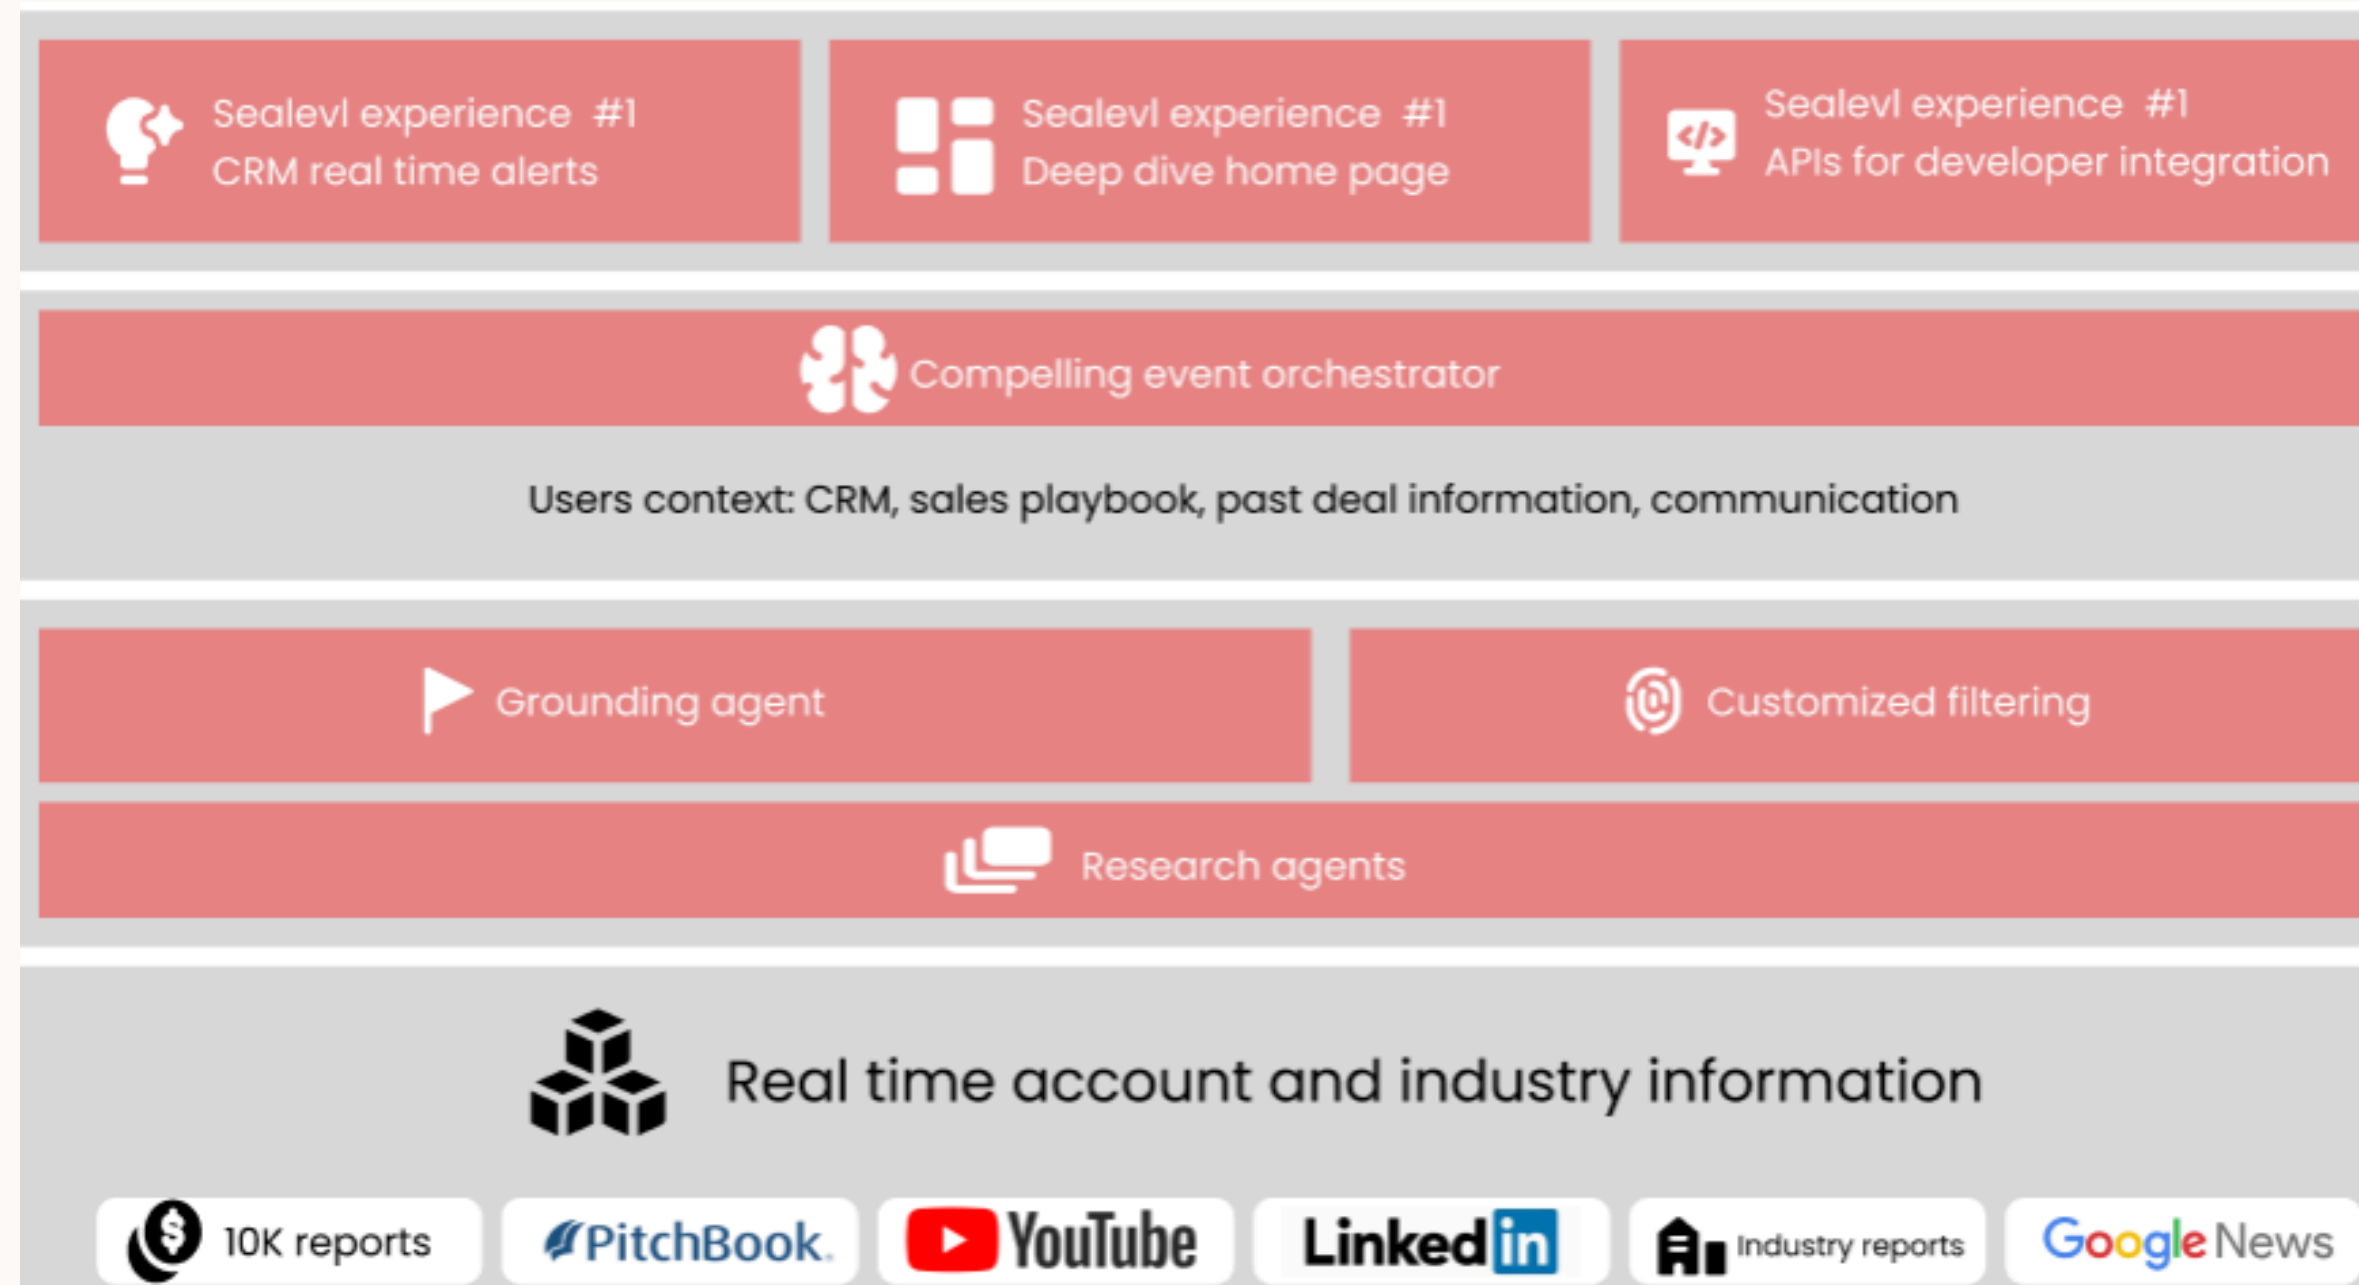 Sealevl experience  #1
CRM real time alerts
Sealevl experience  #1
Deep dive home page
Sealevl experience  #1
APIs for developer integration
Compelling event orchestrator
Users context: CRM, sales playbook, past deal information, communication
Grounding agent
Customized filtering
Research agents
Real time account and industry information
10K reports
PitchBook
YouTube
Linkedin
Industry reports
Google News